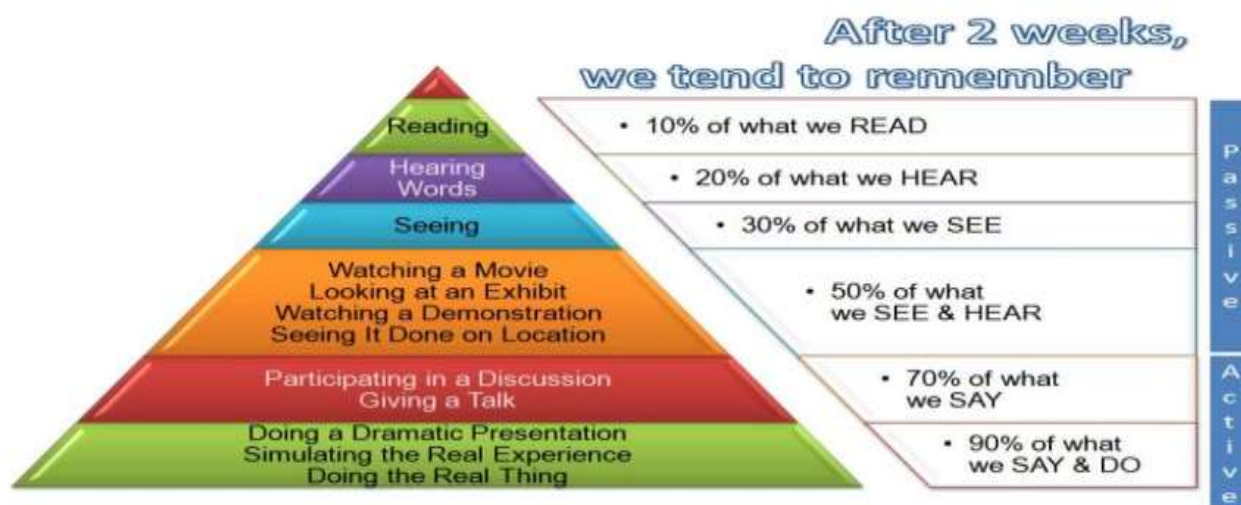 After 2 weeks,
we tend to remember
Reading
• 10% of what we READ
Hearing
Words
• 20% of what we HEAR
Seeing
• 30% of what we SEE
Watching a Movie
Looking at an Exhibit
Watching a Demonstration
Seeing It Done on Location
• 50% of what
we SEE & HEAR
Participating in a Discussion
Giving a Talk
• 70% of what
we SAY
Doing a Dramatic Presentation
Simulating the Real Experience
Doing the Real Thing
• 90% of what
we SAY & DO
Passive
Active